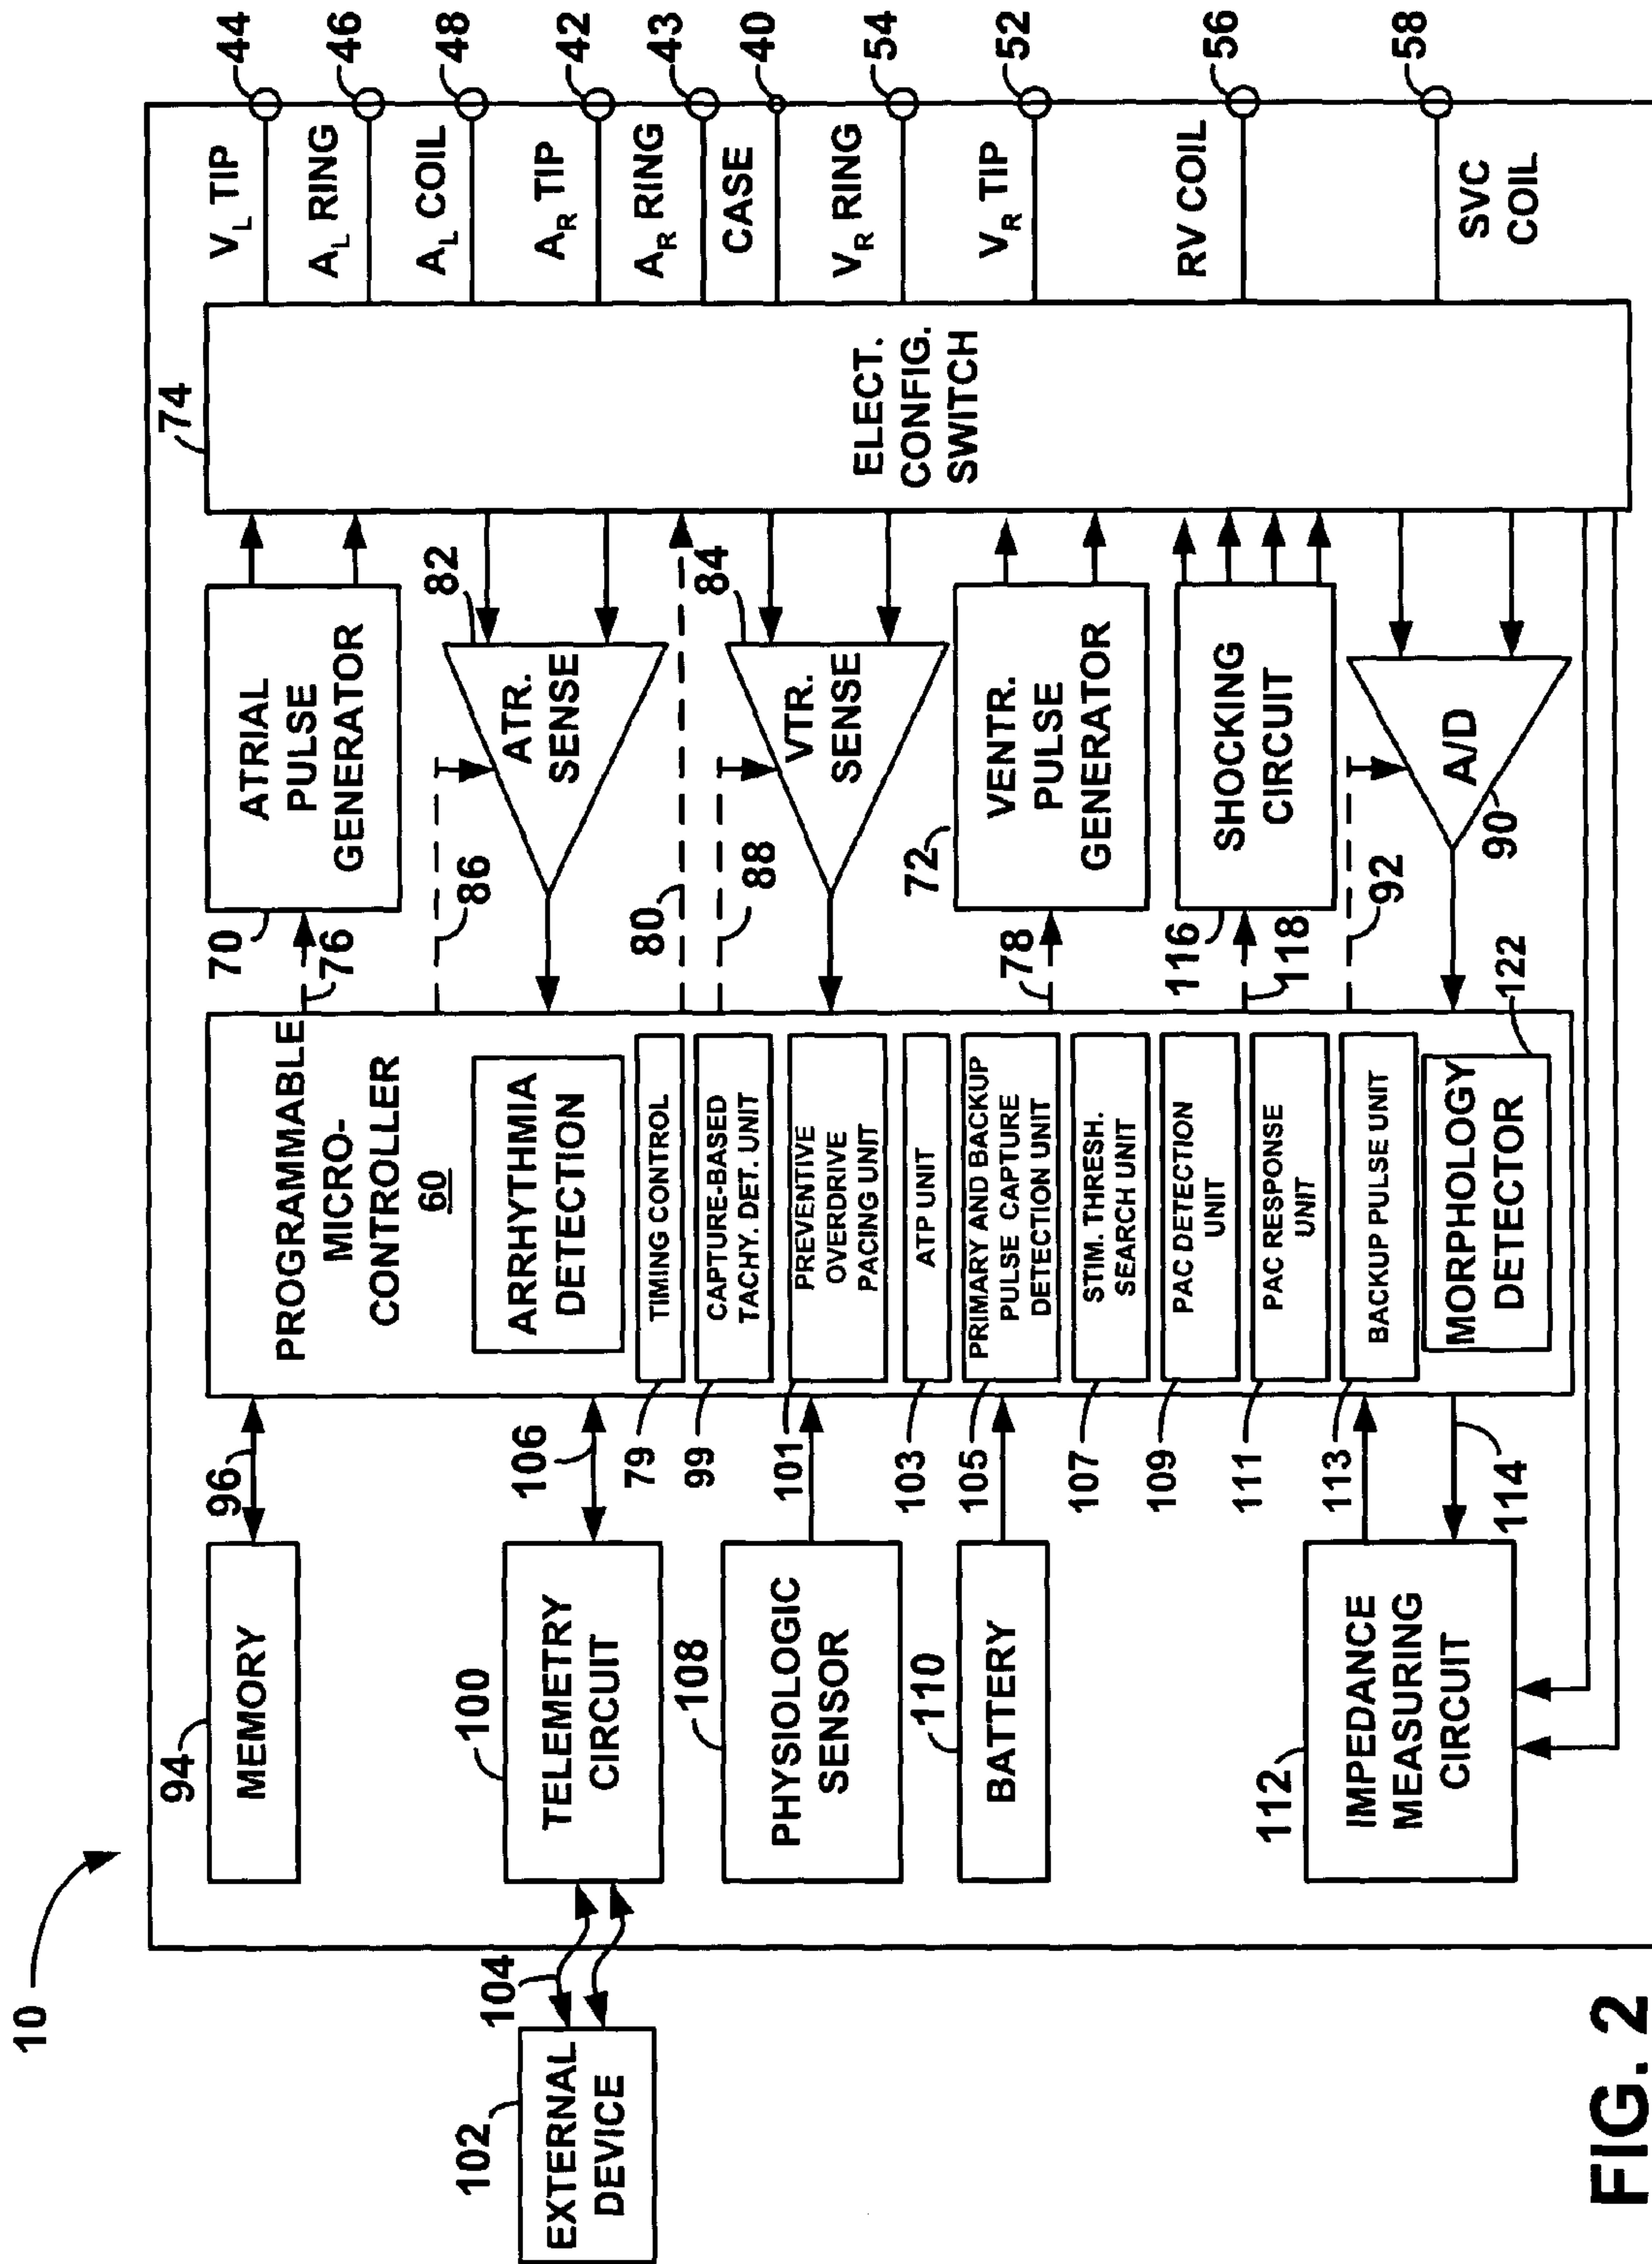 10
102
EXTERNAL
DEVICE
104
94
MEMORY
96
100
TELEMETRY
CIRCUIT
106
108
PHYSIOLOGIC
SENSOR
110
BATTERY
112
IMPEDANCE
MEASURING
CIRCUIT
114
PROGRAMMABLE
MICRO-
CONTROLLER
60
ARRHYTHMIA
DETECTION
TIMING CONTROL
79
CAPTURE-BASED
TACHY. DET. UNIT
99
PREVENTIVE
OVERDRIVE
PACING UNIT
101
ATP UNIT
103
PRIMARY AND BACKUP
PULSE CAPTURE
DETECTION UNIT
105
STIM. THRESH.
SEARCH UNIT
107
PAC DETECTION
UNIT
109
PAC RESPONSE
UNIT
111
BACKUP PULSE UNIT
113
MORPHOLOGY
DETECTOR
122
70
76
ATRIAL
PULSE
GENERATOR
86
82
ATR.
SENSE
80
88
84
VTR.
SENSE
78
72
VENTR.
PULSE
GENERATOR
116
118
SHOCKING
CIRCUIT
92
A/D
90
74
ELECT.
CONFIG.
SWITCH
VL TIP 44
AL RING 46
AL COIL 48
AR TIP 42
AR RING 43
CASE 40
VR RING 54
VR TIP 52
RV COIL 56
SVC
COIL 58
FIG. 2